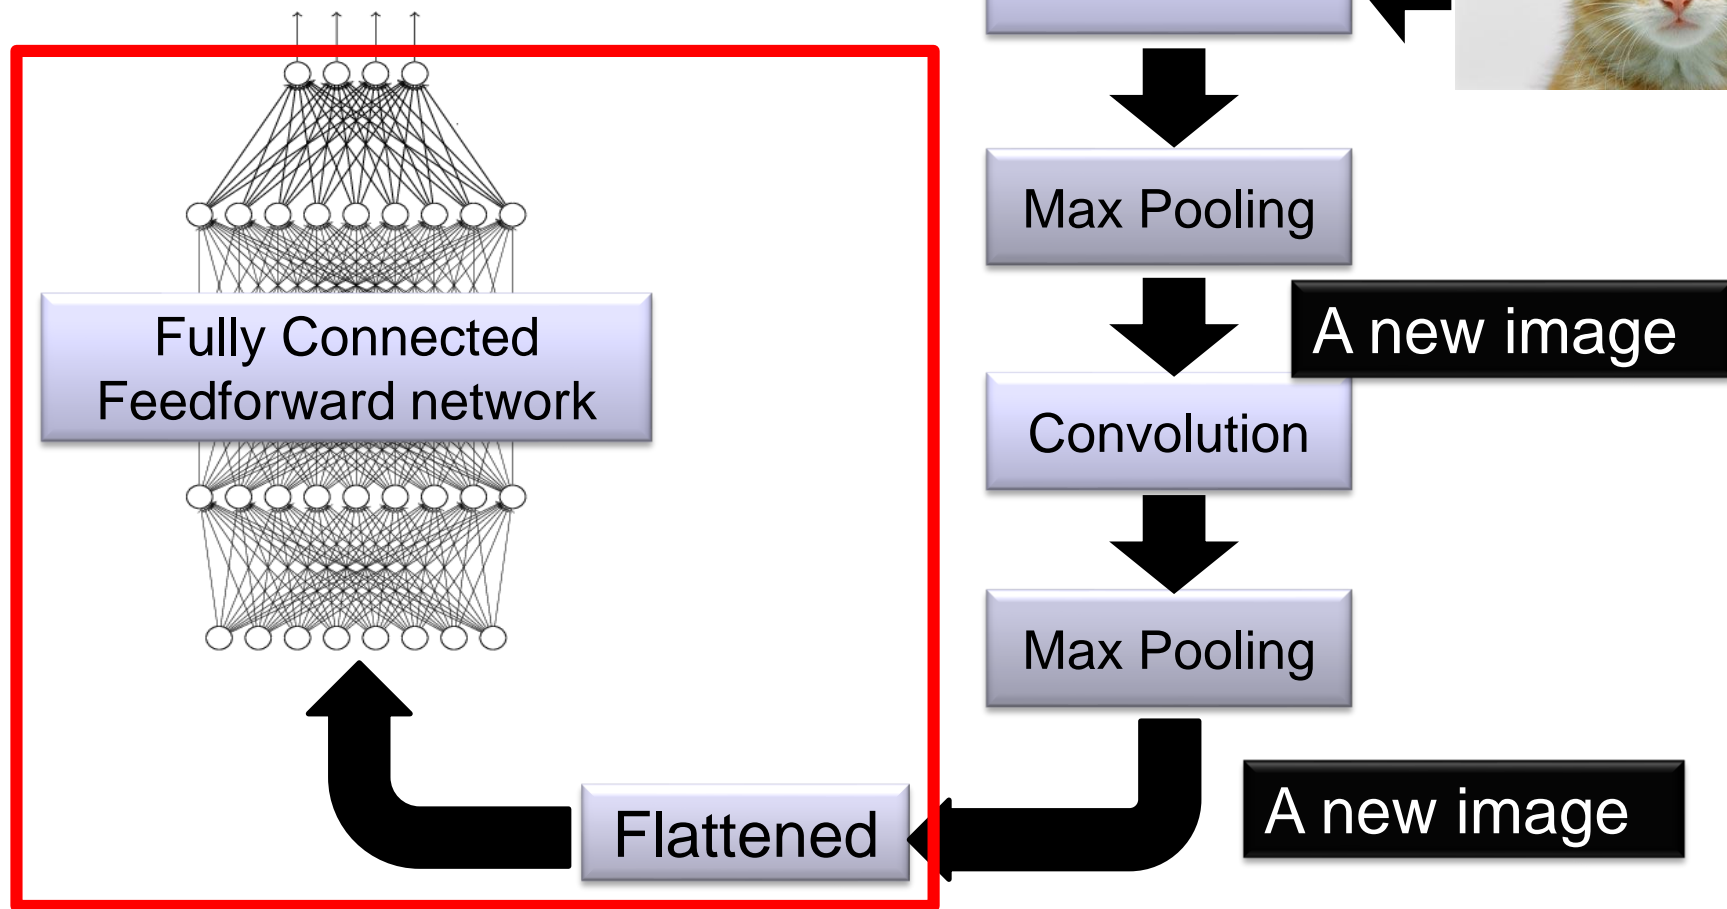 Max Pooling
A new image
Fully Connected
Feedforward network
Convolution
Max Pooling
A new image
Flattened